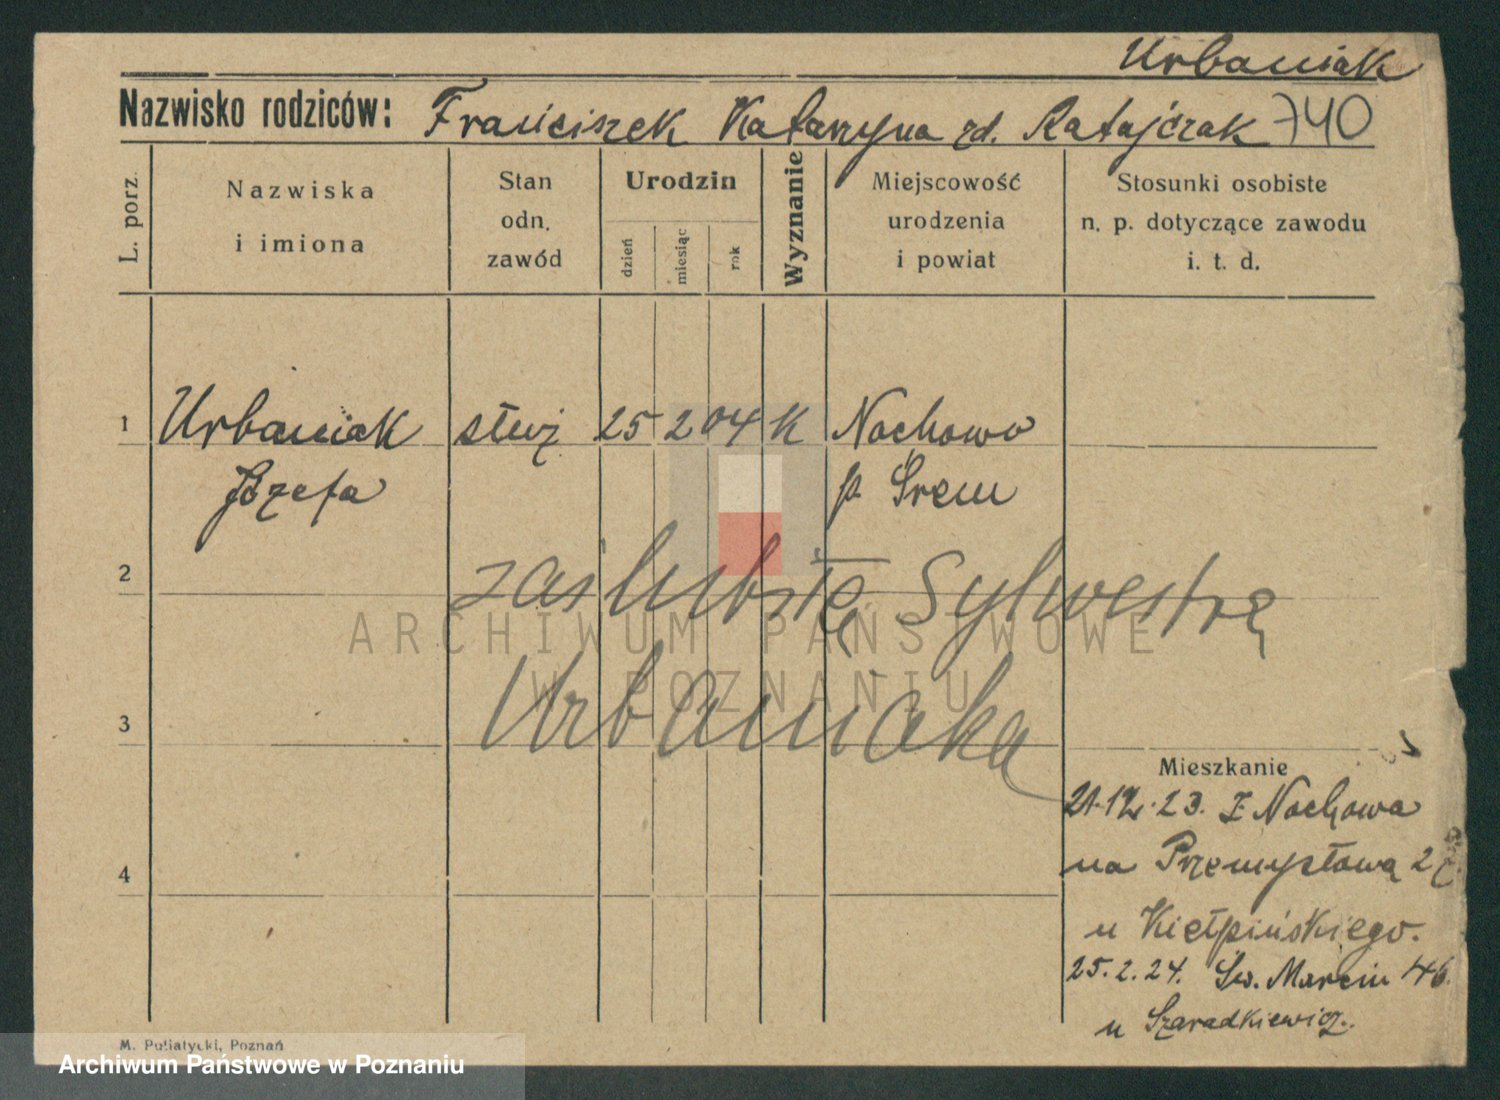 Urbaniak
Nazwisko rodziców: Franciszek Katarzyna zd. Ratajczak 740
L. porz.
Nazwiska
i imiona
Stan
odn.
zawód
Urodzin
dzień
miesiąc
rok
Wyznanie
Miejscowość
urodzenia
i powiat
Stosunki osobiste
n. p. dotyczące zawodu
i. t. d.
1 Urbaniak służ 25 2 04 K Nochowo
Józefa p. Śrem
2 zaślubiła Sylwestra
ARCHIWUM PAŃSTWOWE
W POZNANIU
3 Urbaniaka
Mieszkanie
21.12.23. z Nochowa
4 na Przemysłową 2
u Kiełpińskiego.
25.2.24. Św. Marcin 46
u Szaradkiewicz.
M. Putiatycki, Poznań
Archiwum Państwowe w Poznaniu